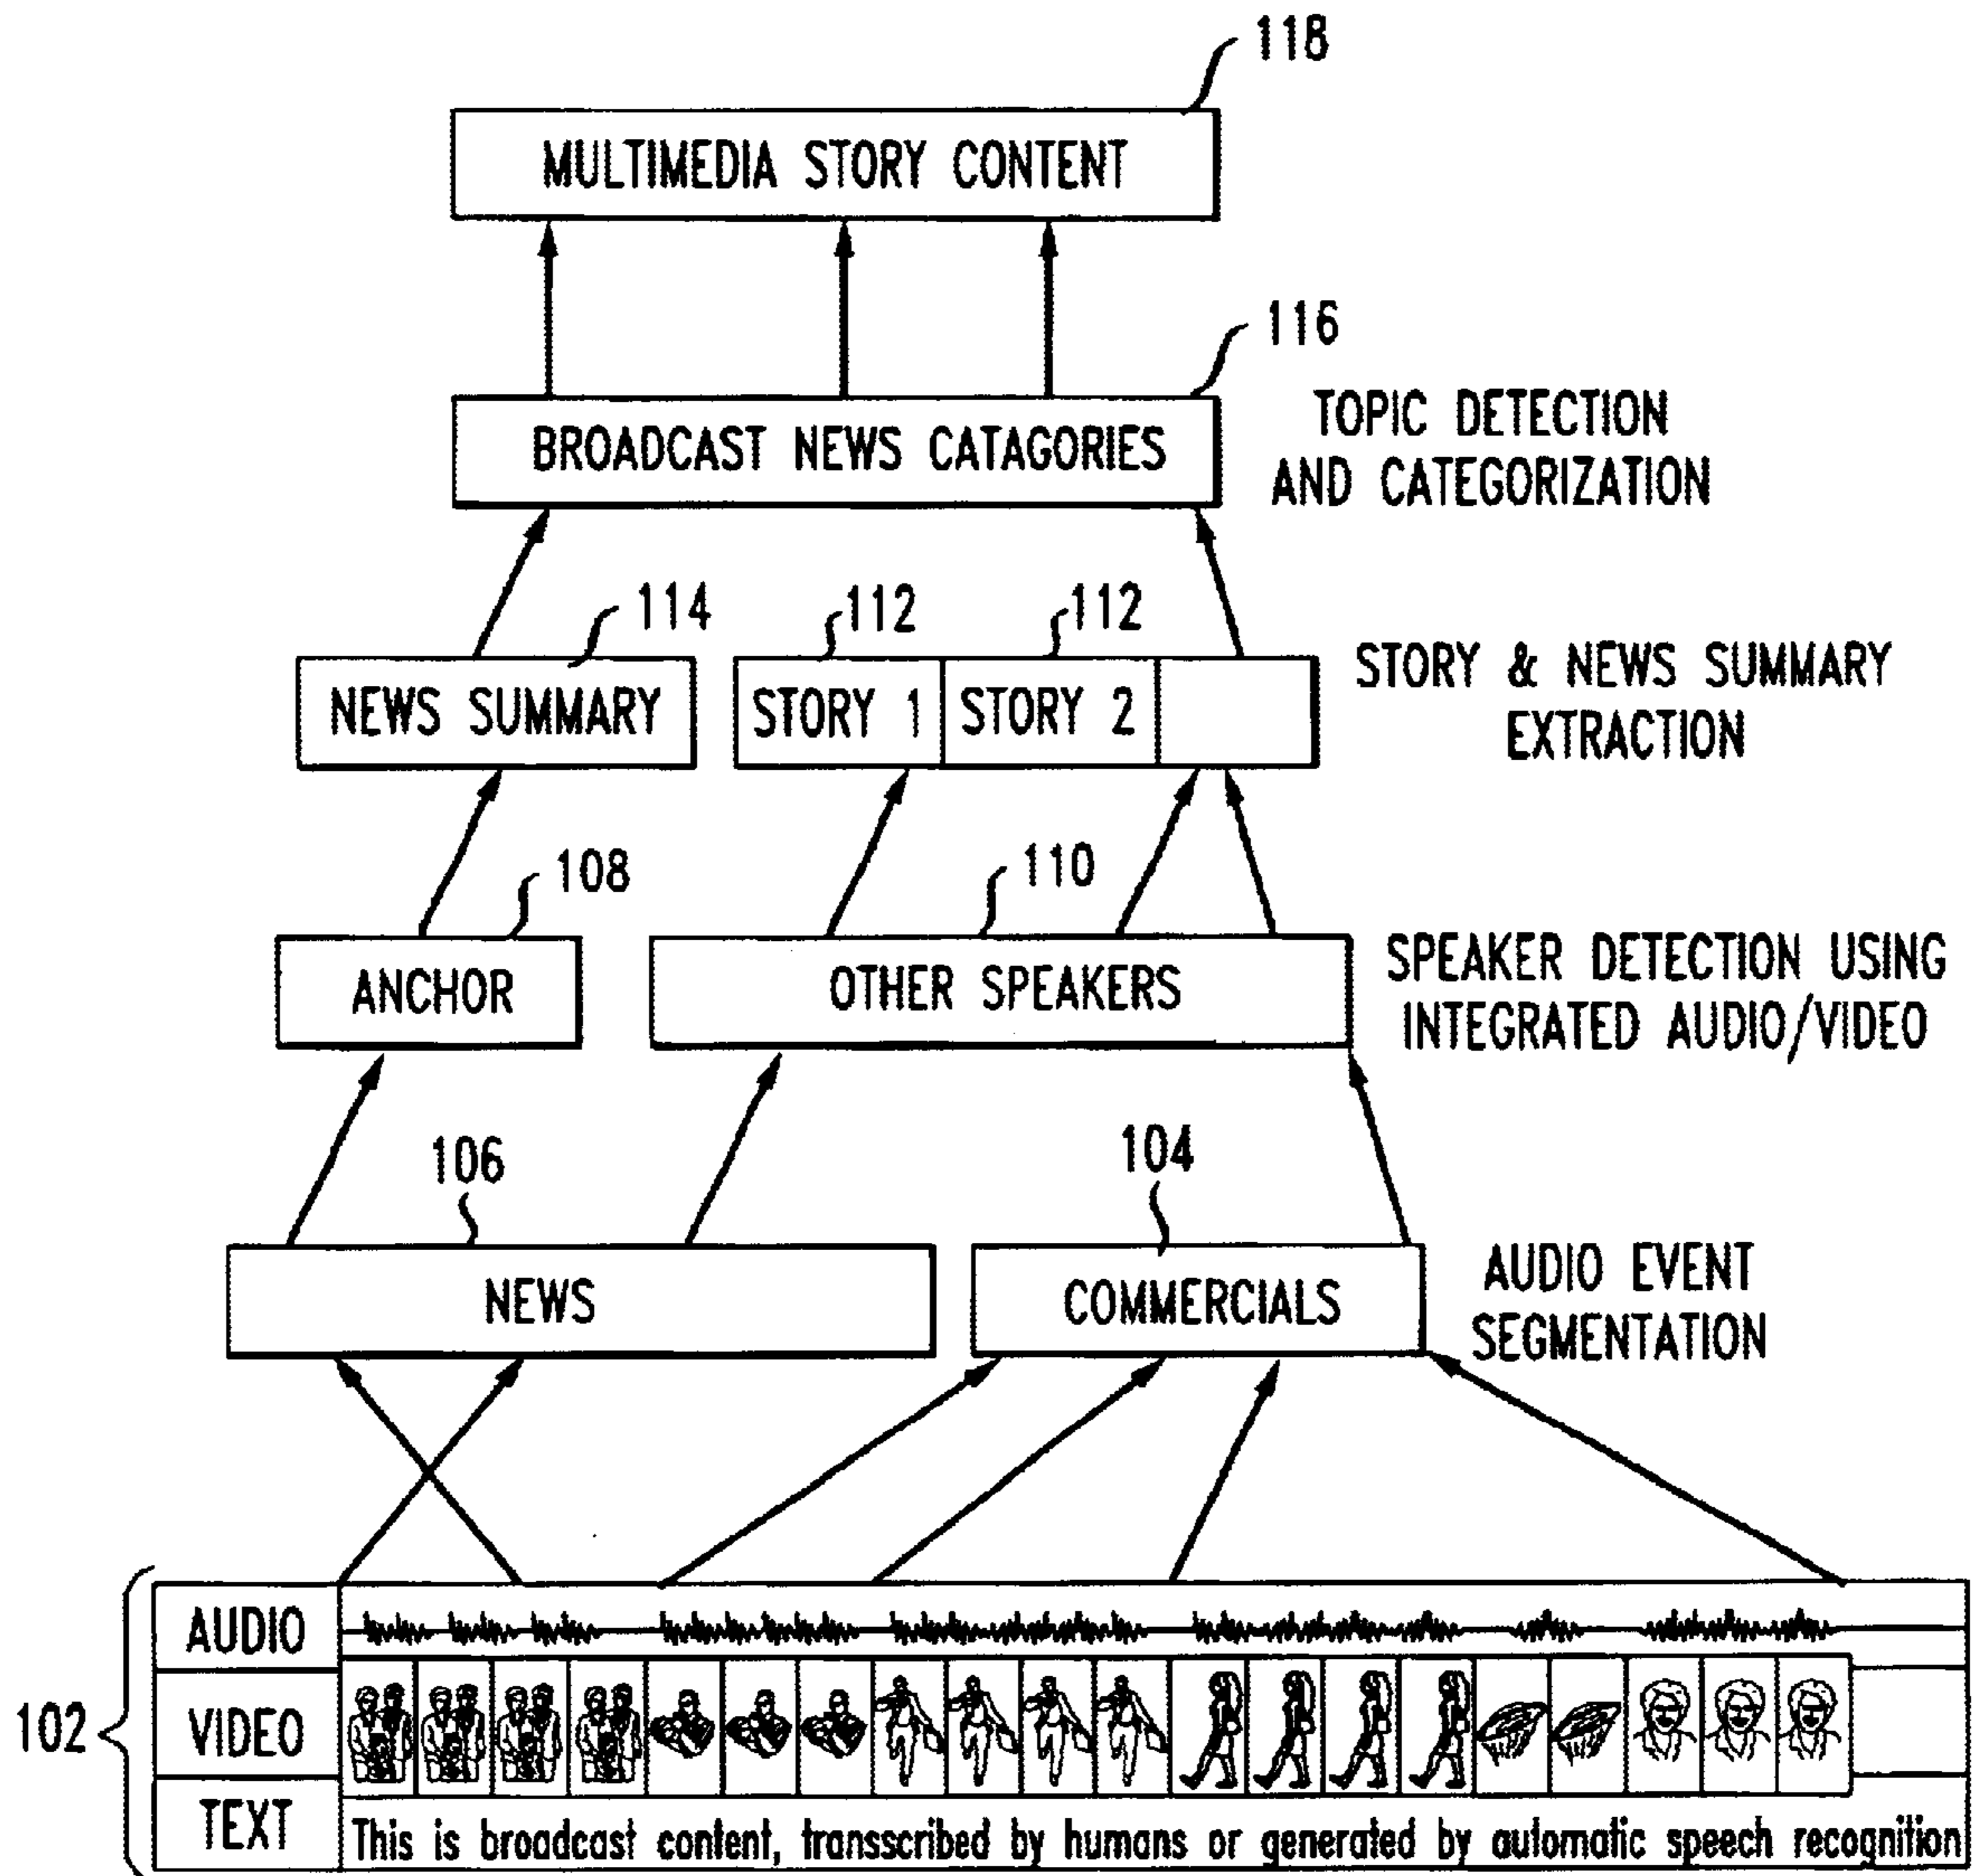 118
MULTIMEDIA STORY CONTENT
116
BROADCAST NEWS CATAGORIES
TOPIC DETECTION
AND CATEGORIZATION
114
112
112
NEWS SUMMARY
STORY 1
STORY 2
STORY & NEWS SUMMARY
EXTRACTION
108
110
ANCHOR
OTHER SPEAKERS
SPEAKER DETECTION USING
INTEGRATED AUDIO/VIDEO
106
104
NEWS
COMMERCIALS
AUDIO EVENT
SEGMENTATION
102
AUDIO
VIDEO
TEXT
This is broadcast content, transscribed by humans or generated by automatic speech recognition